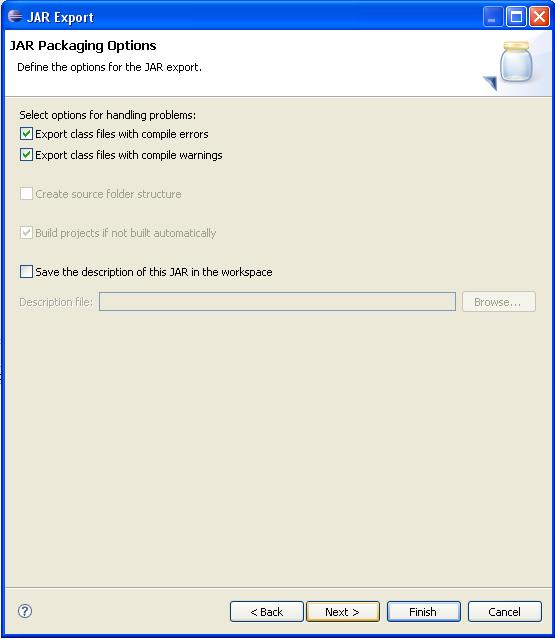 JAR Export
JAR Packaging Options
Define the options for the JAR export.
Select options for handling problems:
Export class files with compile errors
Export class files with compile warnings
Create source folder structure
Build projects if not built automatically
Save the description of this JAR in the workspace
Description file: Browse...
? < Back Next > Finish Cancel